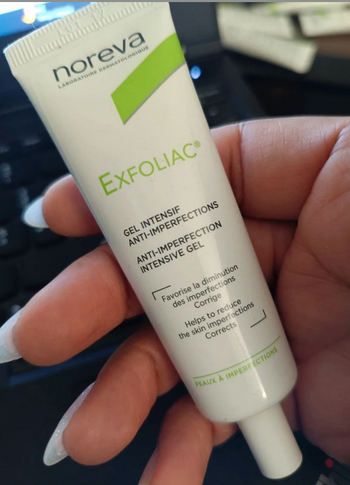 noreva
LABORATOIRE DERMATOLOGIQUE
EXFOLIAC®
GEL INTENSIF
ANTI-IMPERFECTIONS
ANTI-IMPERFECTION
INTENSIVE GEL
Favorise la diminution
des imperfections
Corrige
Helps to reduce
the skin imperfections
Corrects
PEAUX À IMPERFECTIONS